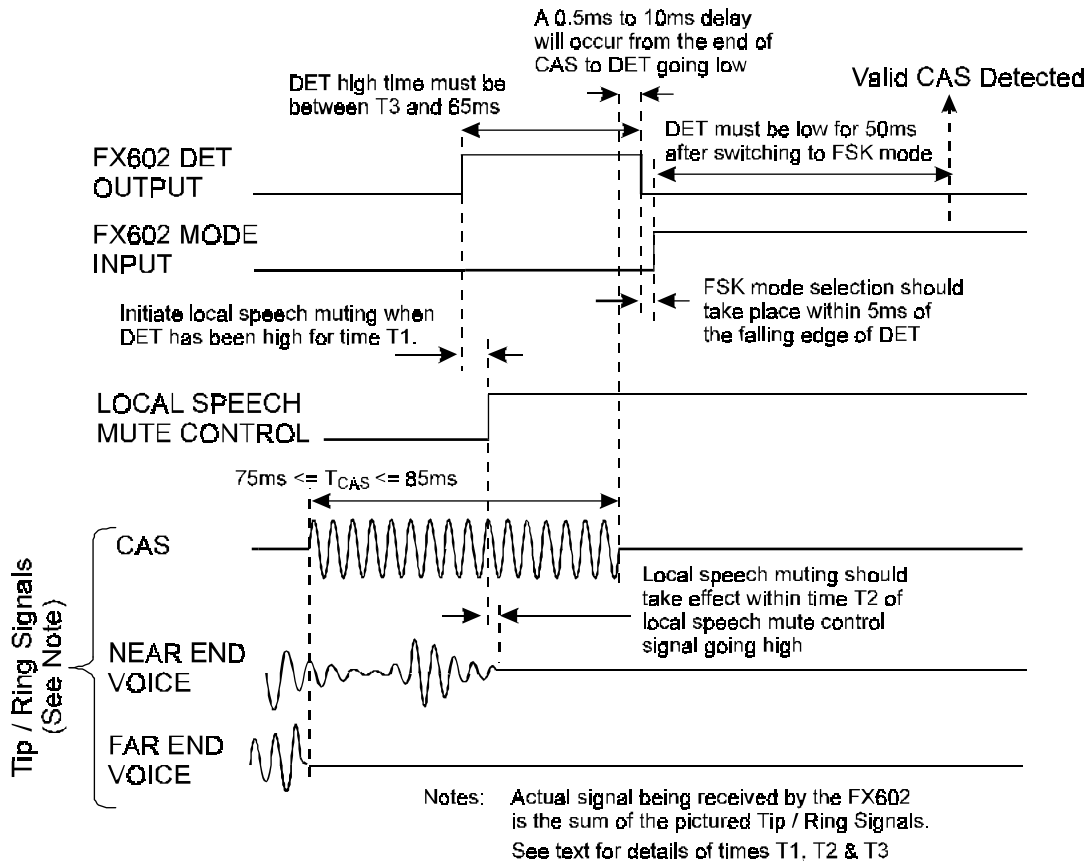 A 0.5ms to 10ms delay
will occur from the end of
CAS to DET going low
DET high time must be
between T3 and 65ms
Valid CAS Detected
DET must be low for 50ms
after switching to FSK mode
FX602 DET
OUTPUT
FX602 MODE
INPUT
FSK mode selection should
take place within 5ms of
the falling edge of DET
Initiate local speech muting when
DET has been high for time T1.
LOCAL SPEECH
MUTE CONTROL
75ms <= TCAS <= 85ms
CAS
Local speech muting should
take effect within time T2 of
local speech mute control
signal going high
Tip / Ring Signals
(See Note)
NEAR END
VOICE
FAR END
VOICE
Notes: Actual signal being received by the FX602
is the sum of the pictured Tip / Ring Signals.
See text for details of times T1, T2 & T3